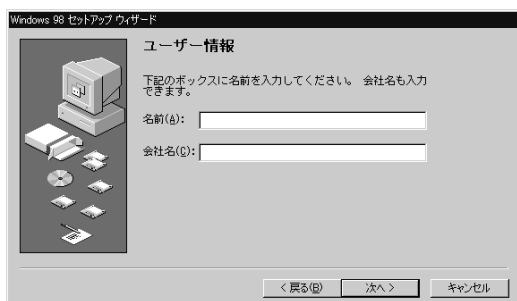 Windows 98 セットアップ ウィザード
ユーザー情報
下記のボックスに名前を入力してください。 会社名も入力
できます。
名前(A):
会社名(C):
< 戻る(B)
次へ >
キャンセル